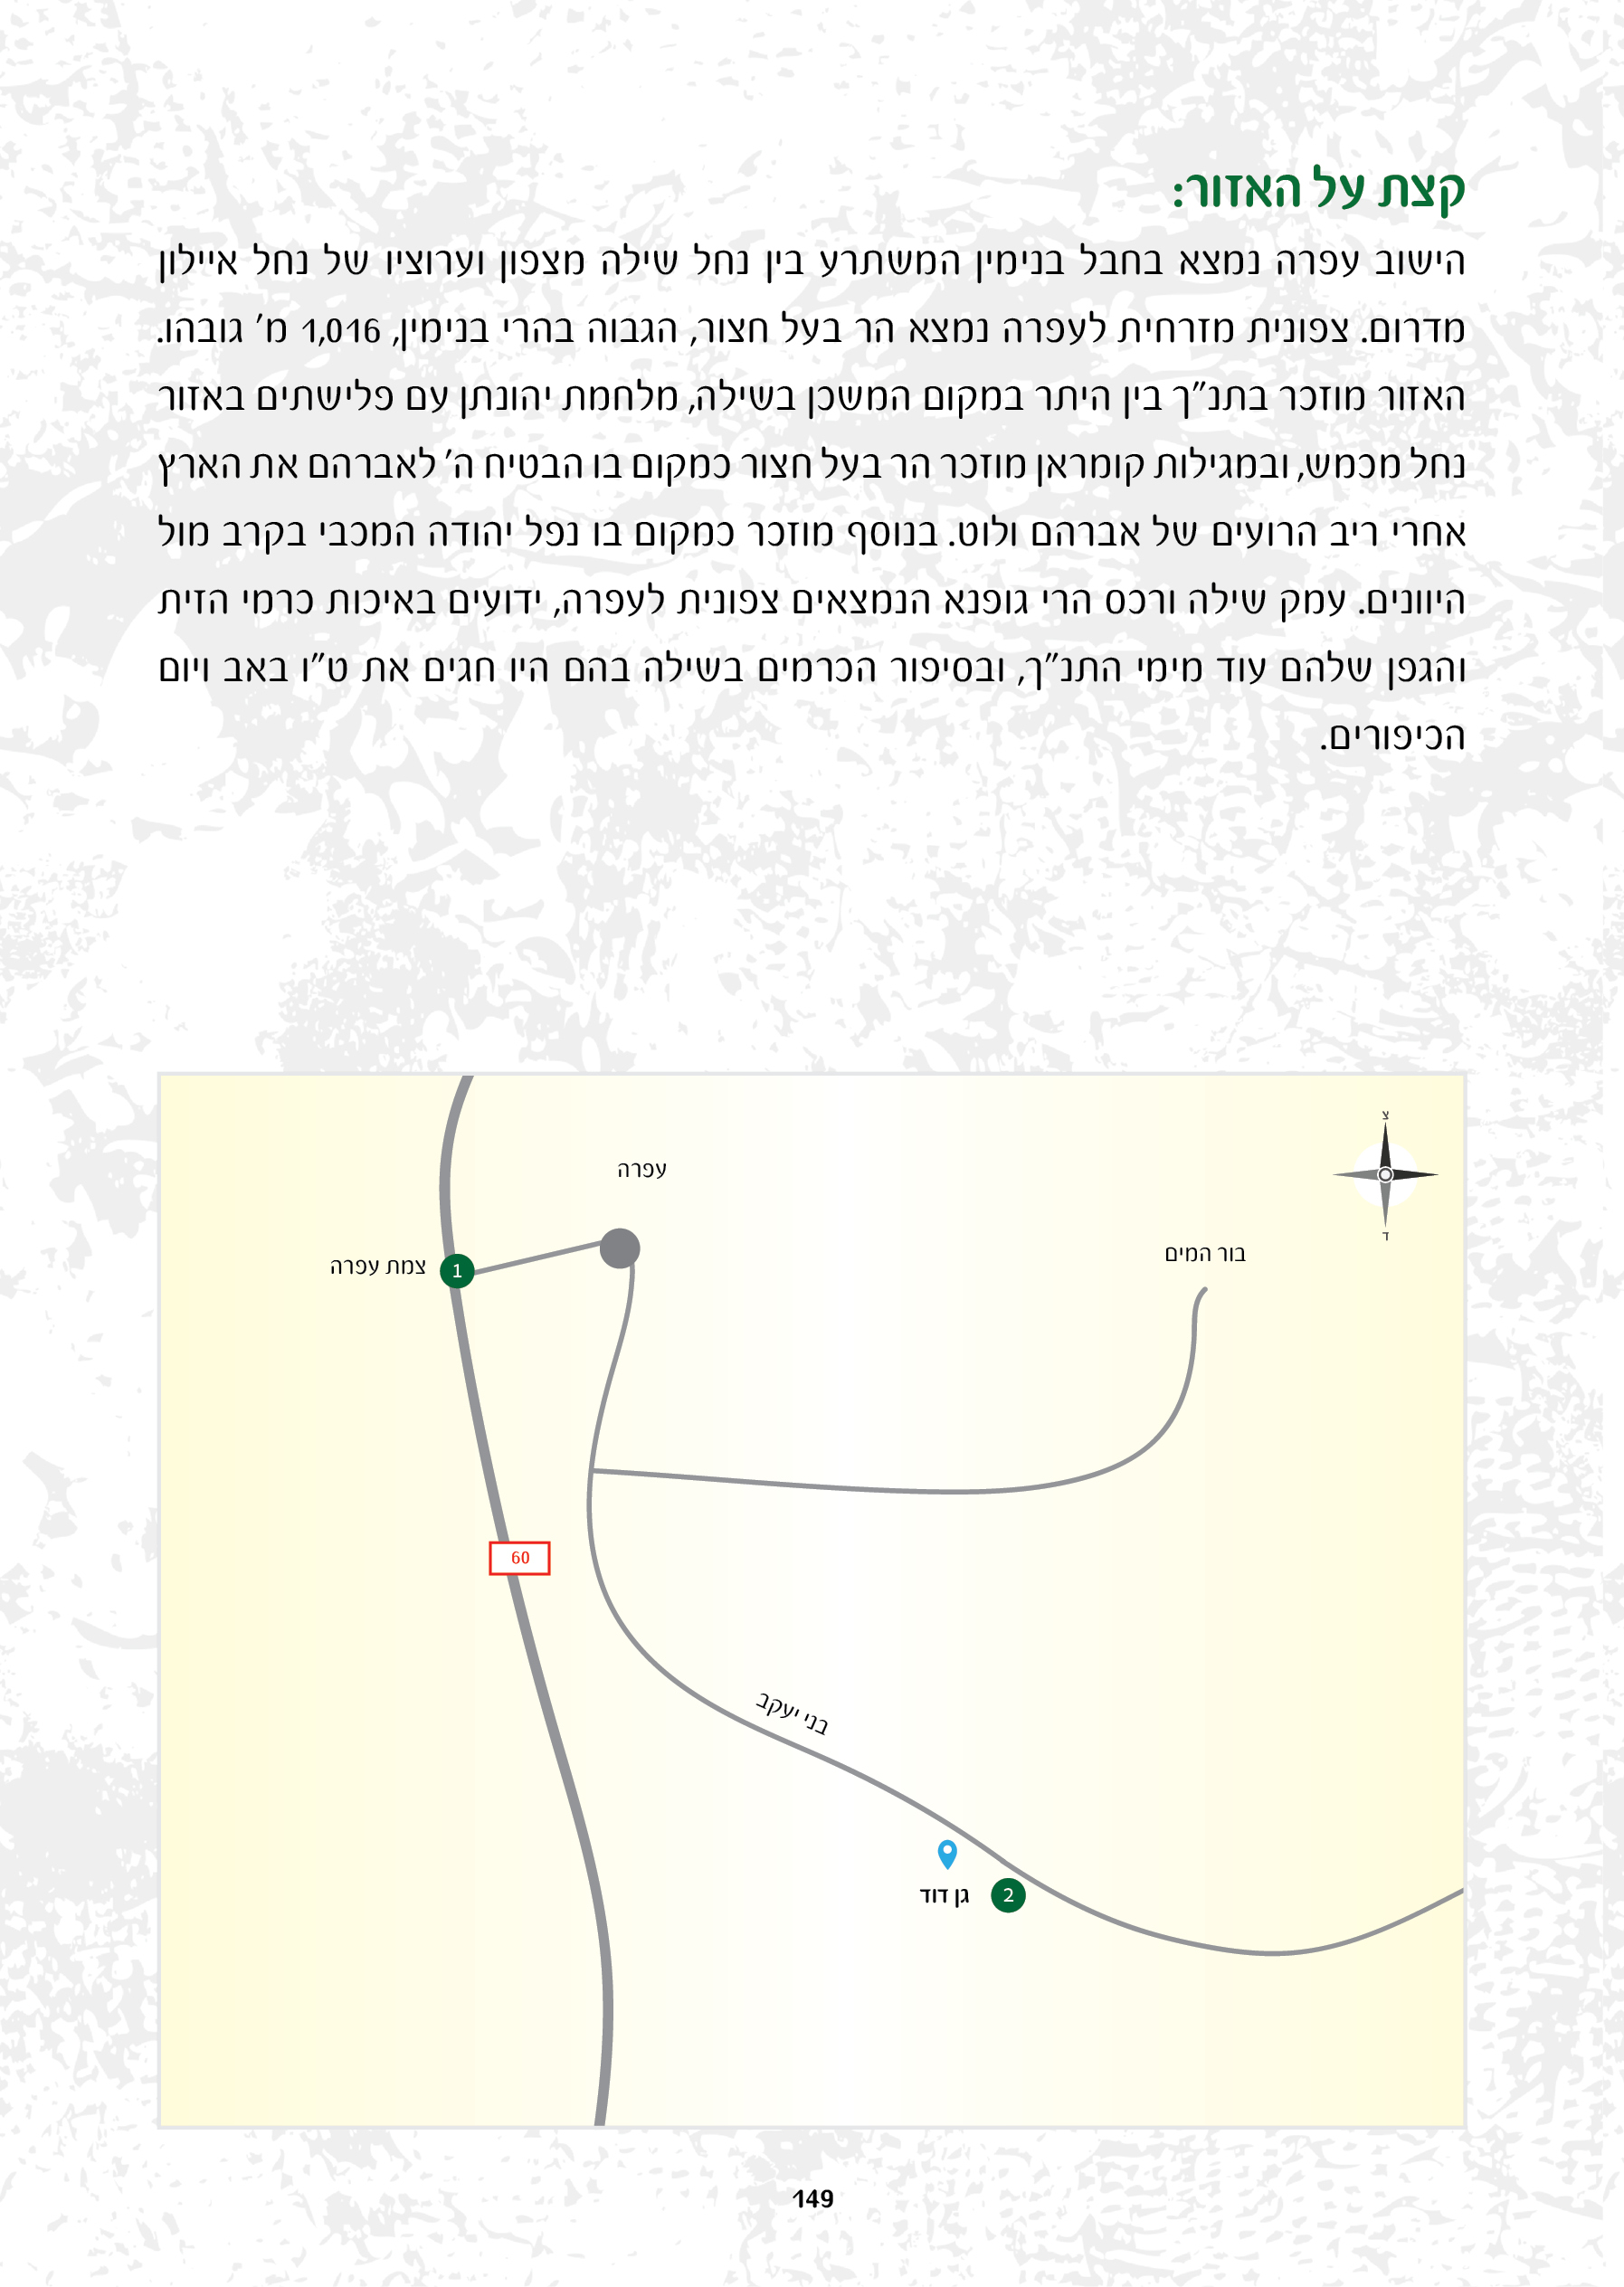 קצת על האזור:
הישוב עפרה נמצא בחבל בנימין המשתרע בין נחל שילה מצפון וערוציו של נחל איילון
מדרום. צפונית מזרחית לעפרה נמצא הר בעל חצור, הגבוה בהרי בנימין, 1,016 מ' גובהו.
האזור מוזכר בתנ"ך בין היתר במקום המשכן בשילה, מלחמת יהונתן עם פלישתים באזור
נחל מכמש, ובמגילות קומראן מוזכר הר בעל חצור כמקום בו הבטיח ה' לאברהם את הארץ
אחרי ריב הרועים של אברהם ולוט. בנוסף מוזכר כמקום בו נפל יהודה המכבי בקרב מול
היוונים. עמק שילה ורכס הרי גופנא הנמצאים צפונית לעפרה, ידועים באיכות כרמי הזית
והגפן שלהם עוד מימי התנ"ך, ובסיפור הכרמים בשילה בהם היו חגים את ט"ו באב ויום
הכיפורים.
צ
ד
עפרה
בור המים
צמת עפרה
1
60
בני יעקב
גן דוד
2
149